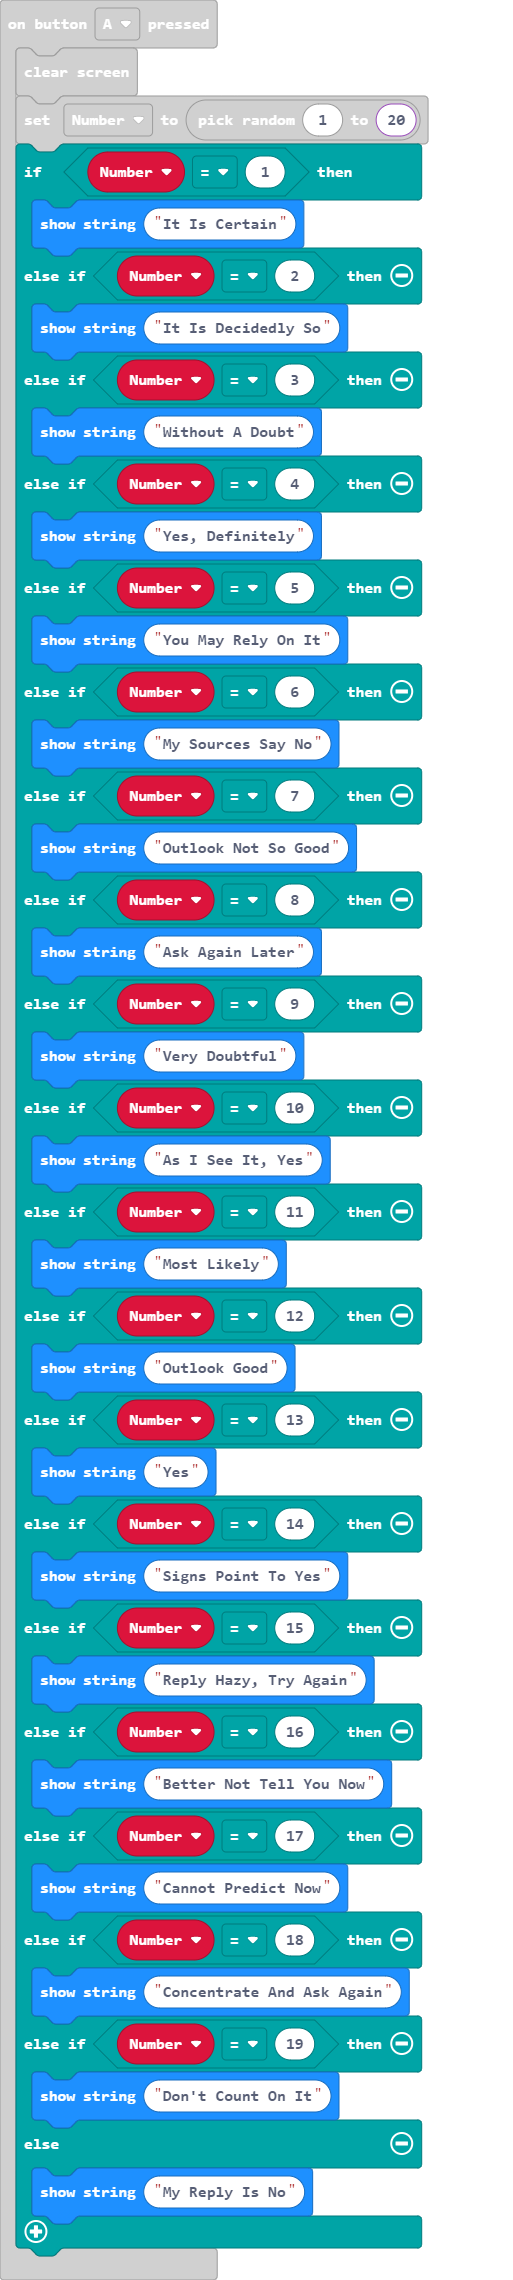 on button A pressed
clear screen
set Number to pick random 1 to 20
if Number = 1 then
show string "It Is Certain"
else if Number = 2 then
show string "It Is Decidedly So"
else if Number = 3 then
show string "Without A Doubt"
else if Number = 4 then
show string "Yes, Definitely"
else if Number = 5 then
show string "You May Rely On It"
else if Number = 6 then
show string "My Sources Say No"
else if Number = 7 then
show string "Outlook Not So Good"
else if Number = 8 then
show string "Ask Again Later"
else if Number = 9 then
show string "Very Doubtful"
else if Number = 10 then
show string "As I See It, Yes"
else if Number = 11 then
show string "Most Likely"
else if Number = 12 then
show string "Outlook Good"
else if Number = 13 then
show string "Yes"
else if Number = 14 then
show string "Signs Point To Yes"
else if Number = 15 then
show string "Reply Hazy, Try Again"
else if Number = 16 then
show string "Better Not Tell You Now"
else if Number = 17 then
show string "Cannot Predict Now"
else if Number = 18 then
show string "Concentrate And Ask Again"
else if Number = 19 then
show string "Don't Count On It"
else
show string "My Reply Is No"